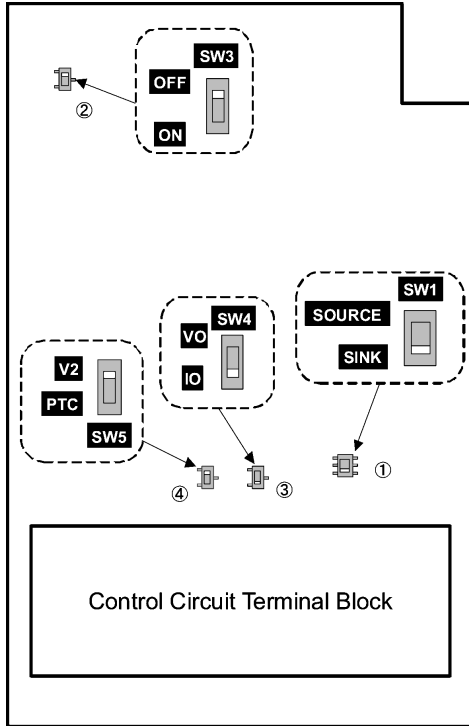 SW3
OFF
ON
②
SW1
SOURCE
SINK
SW4
VO
IO
V2
PTC
SW5
①
④
③
Control Circuit Terminal Block